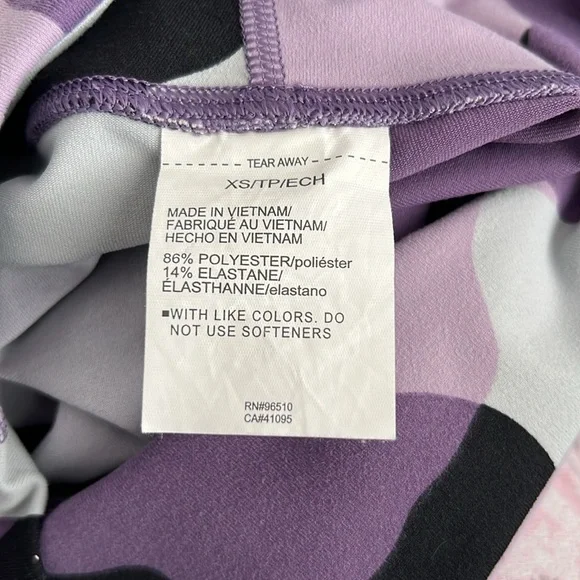 --- TEAR AWAY ---
XS/TP/ECH
MADE IN VIETNAM/
FABRIQUÉ AU VIETNAM/
HECHO EN VIETNAM
86% POLYESTER/poliéster
14% ELASTANE/
ÉLASTHANNE/elastano
▪WITH LIKE COLORS. DO
NOT USE SOFTENERS
RN#96510
CA#41095